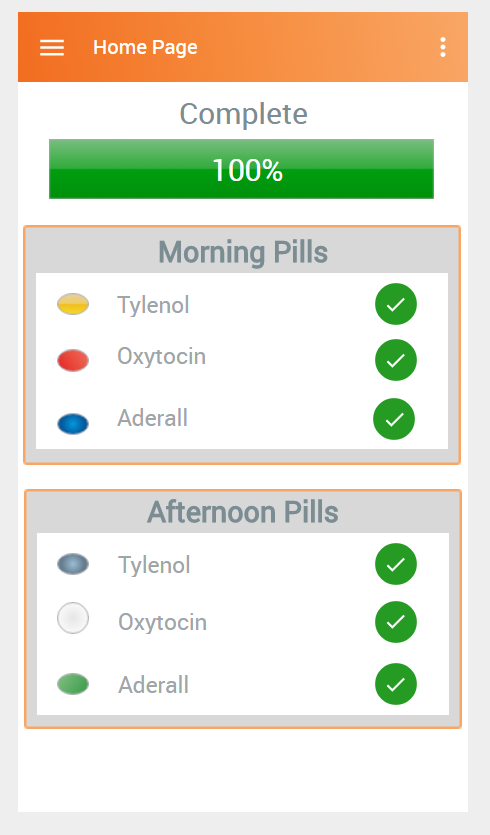 Home Page
Complete
100%
Morning Pills
Tylenol
Oxytocin
Aderall
Afternoon Pills
Tylenol
Oxytocin
Aderall